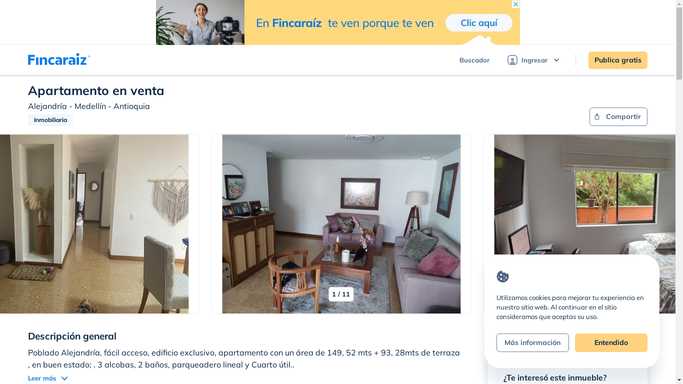 En Fincaraíz te ven porque te ven
Clic aquí
Fincaraiz
Buscador
Ingresar
Publica gratis
Apartamento en venta
Alejandría - Medellín - Antioquia
Inmobiliaria
Compartir
1 / 11
Utilizamos cookies para mejorar tu experiencia en
nuestro sitio web. Al continuar en el sitio
consideramos que aceptas su uso.
Más información
Entendido
Descripción general
Poblado Alejandría, fácil acceso, edificio exclusivo, apartamento con un área de 149, 52 mts + 93, 28mts de terraza
, en buen estado; . 3 alcobas, 2 baños, parqueadero lineal y Cuarto útil..
Leer más
¿Te interesó este inmueble?